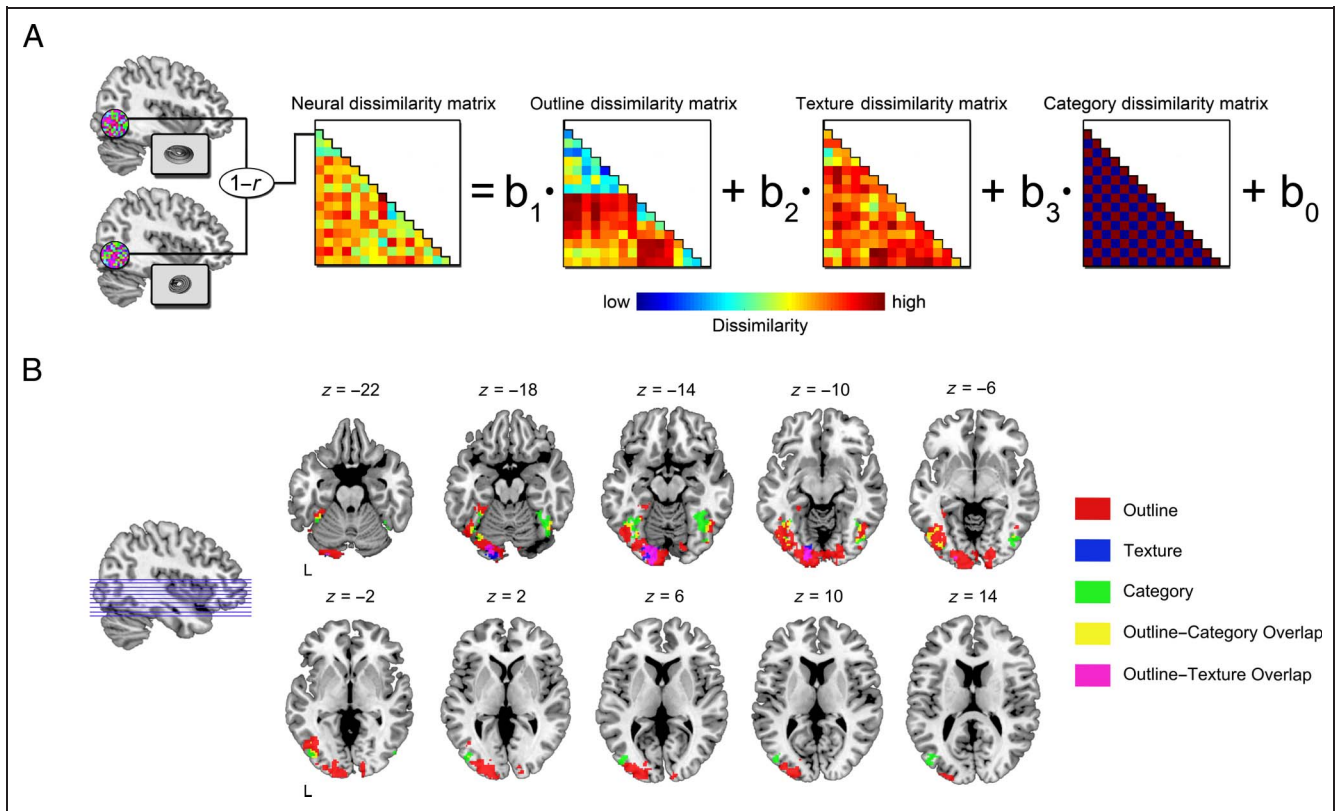 A
Neural dissimilarity matrix
Outline dissimilarity matrix
Texture dissimilarity matrix
Category dissimilarity matrix
1–r
= b1 · + b2 · + b3 · + b0
low
high
Dissimilarity
B
z = –22
z = –18
z = –14
z = –10
z = –6
L
z = –2
z = 2
z = 6
z = 10
z = 14
L
Outline
Texture
Category
Outline–Category Overlap
Outline–Texture Overlap